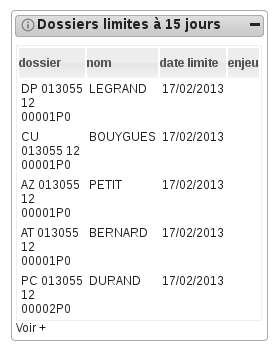 Dossiers limites à 15 jours
dossier nom date limite enjeu
DP 013055 LEGRAND 17/02/2013
12
00001P0
CU BOUYGUES 17/02/2013
013055 12
00001P0
AZ 013055 PETIT 17/02/2013
12
00001P0
AT 013055 BERNARD 17/02/2013
12
00001P0
PC 013055 DURAND 17/02/2013
12
00002P0
Voir +